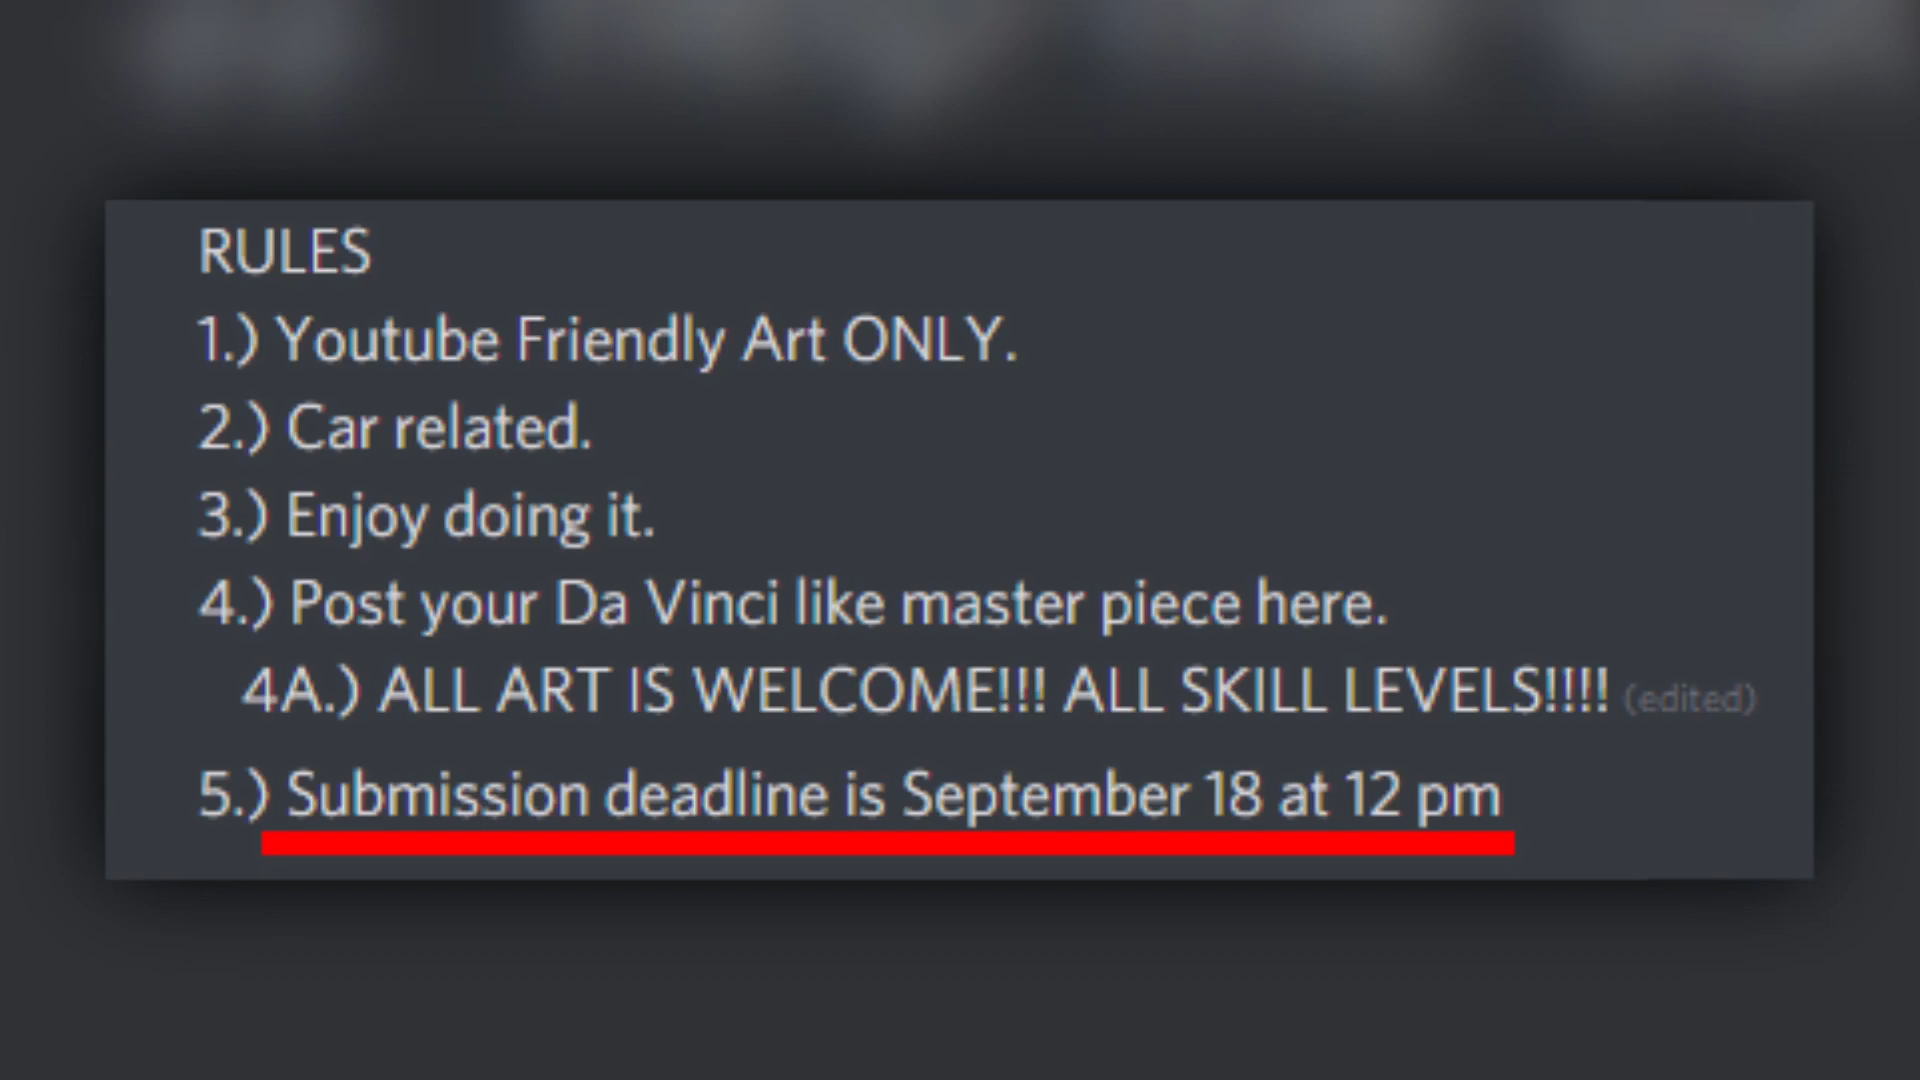 RULES
1.) Youtube Friendly Art ONLY.
2.) Car related.
3.) Enjoy doing it.
4.) Post your Da Vinci like master piece here.
4A.) ALL ART IS WELCOME!!! ALL SKILL LEVELS!!!! (edited)
5.) Submission deadline is September 18 at 12 pm